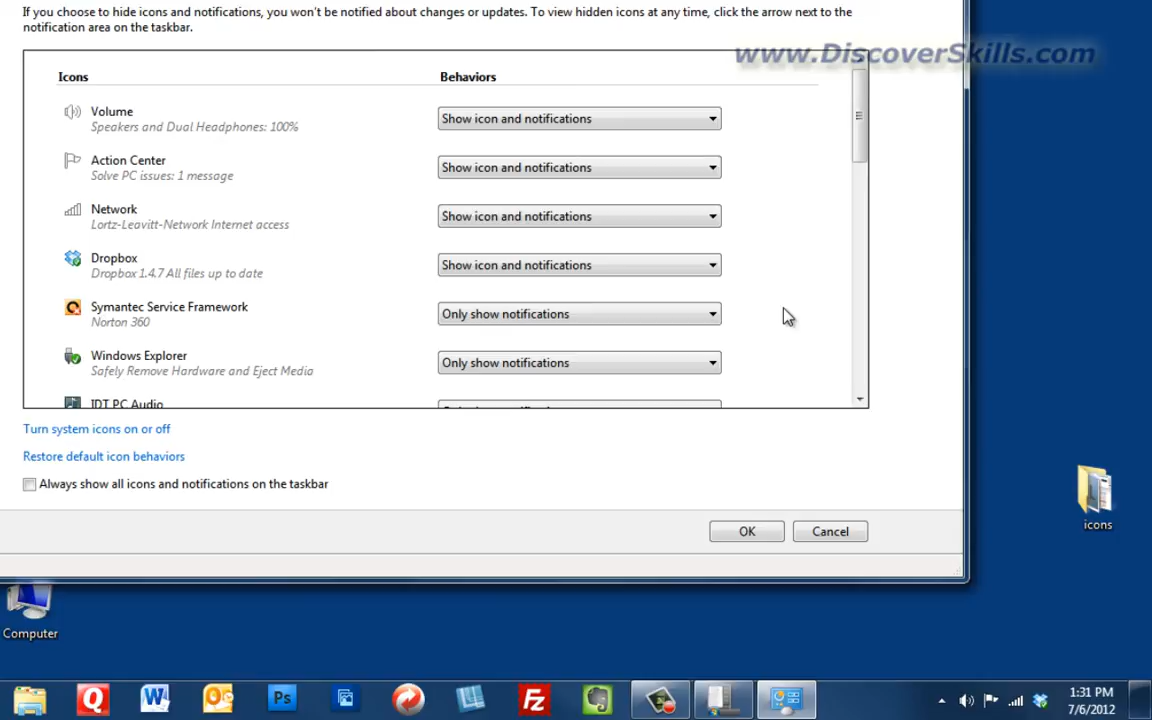 If you choose to hide icons and notifications, you won't be notified about changes or updates. To view hidden icons at any time, click the arrow next to the
notification area on the taskbar.
www.DiscoverSkills.com
Icons
Behaviors
Volume
Speakers and Dual Headphones: 100%
Show icon and notifications
Action Center
Solve PC issues: 1 message
Show icon and notifications
Network
Lortz-Leavitt-Network Internet access
Show icon and notifications
Dropbox
Dropbox 1.4.7 All files up to date
Show icon and notifications
Symantec Service Framework
Norton 360
Only show notifications
Windows Explorer
Safely Remove Hardware and Eject Media
Only show notifications
IDT PC Audio
Turn system icons on or off
Restore default icon behaviors
Always show all icons and notifications on the taskbar
OK
Cancel
icons
Computer
Q
W
O
Ps
FZ
1:31 PM
7/6/2012